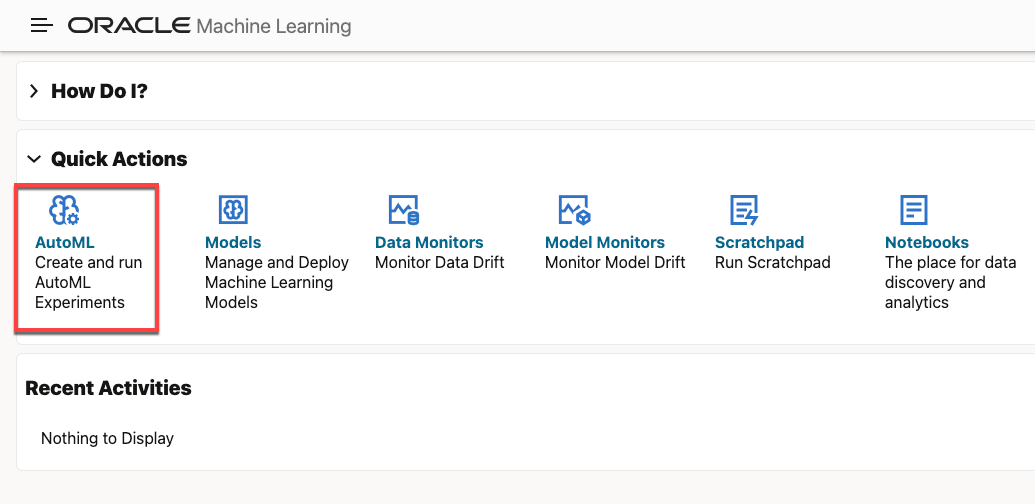 ORACLE Machine Learning
How Do I?
Quick Actions
AutoML
Create and run
AutoML
Experiments
Models
Manage and Deploy
Machine Learning
Models
Data Monitors
Monitor Data Drift
Model Monitors
Monitor Model Drift
Scratchpad
Run Scratchpad
Notebooks
The place for data
discovery and
analytics
Recent Activities
Nothing to Display